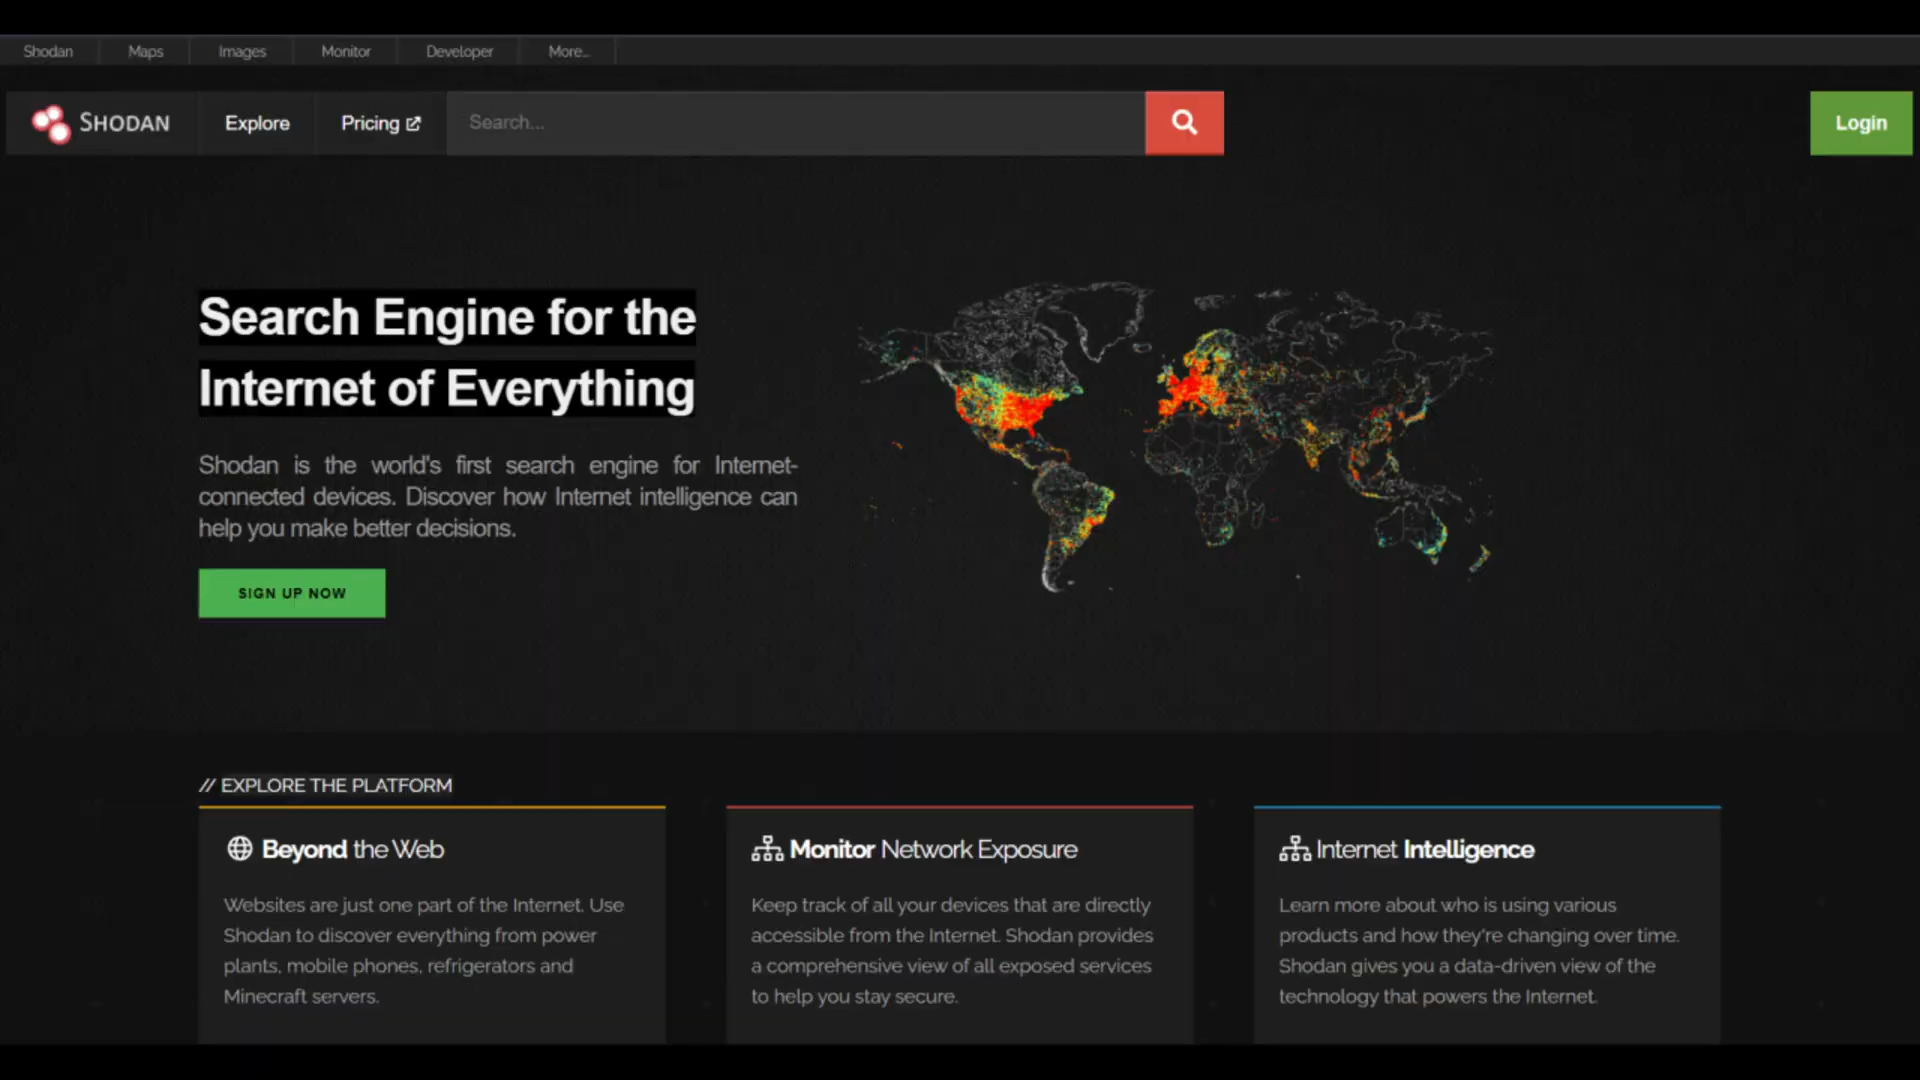 Shodan
Maps
Images
Monitor
Developer
More...
SHODAN
Explore
Pricing
Search...
Login
Search Engine for the
Internet of Everything
Shodan is the world's first search engine for Internet-
connected devices. Discover how Internet intelligence can
help you make better decisions.
SIGN UP NOW
// EXPLORE THE PLATFORM
Beyond the Web
Websites are just one part of the Internet. Use
Shodan to discover everything from power
plants, mobile phones, refrigerators and
Minecraft servers.
Monitor Network Exposure
Keep track of all your devices that are directly
accessible from the Internet. Shodan provides
a comprehensive view of all exposed services
to help you stay secure.
Internet Intelligence
Learn more about who is using various
products and how they're changing over time.
Shodan gives you a data-driven view of the
technology that powers the Internet.